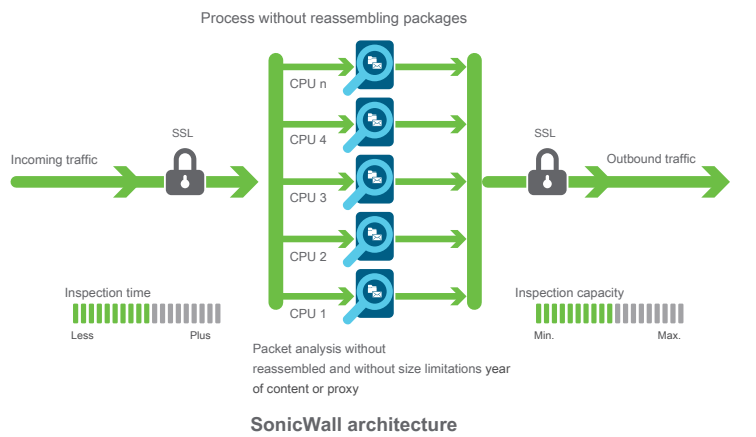 Process without reassembling packages
CPU n
SSL
CPU 4
SSL
Incoming traffic
Outbound traffic
CPU 3
CPU 2
Inspection time
Less Plus
CPU 1
Inspection capacity
Min. Max.
Packet analysis without
reassembled and without size limitations year
of content or proxy
SonicWall architecture